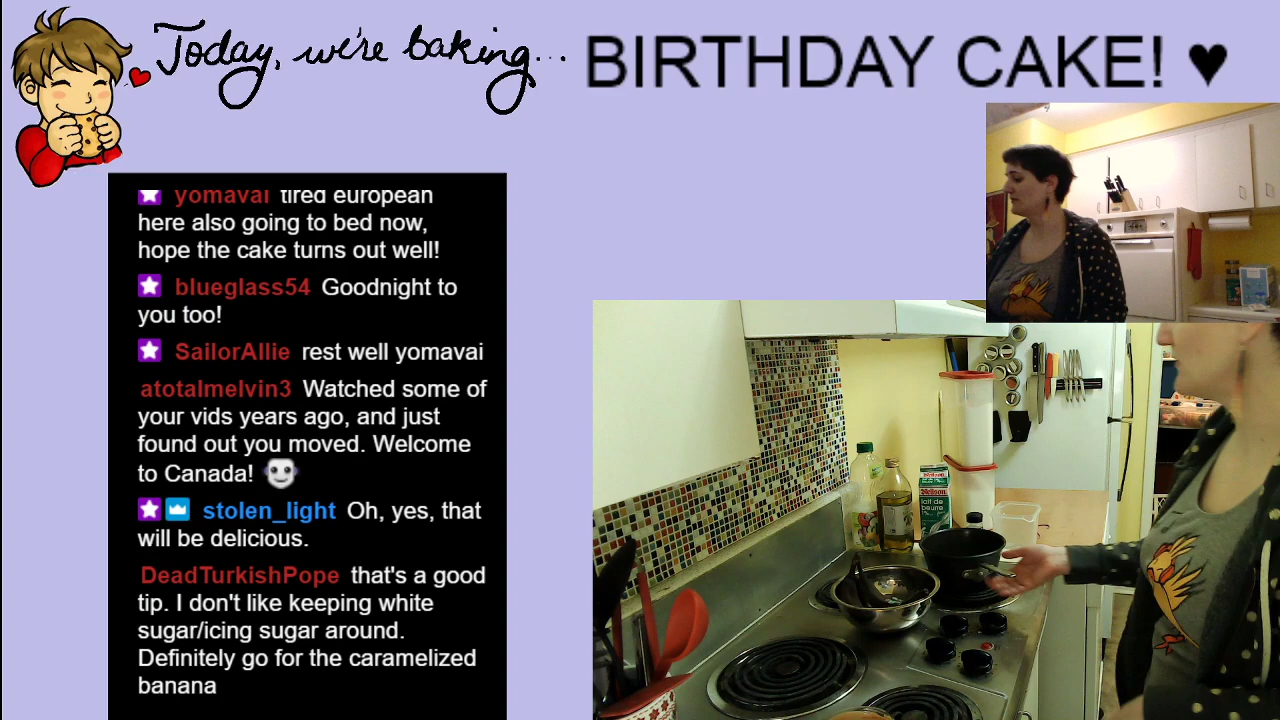 Today, we're baking... BIRTHDAY CAKE! ♥
yomavai tired european
here also going to bed now,
hope the cake turns out well!
blueglass54 Goodnight to
you too!
SailorAllie rest well yomavai
atotalmelvin3 Watched some of
your vids years ago, and just
found out you moved. Welcome
to Canada!
stolen_light Oh, yes, that
will be delicious.
DeadTurkishPope that's a good
tip. I don't like keeping white
sugar/icing sugar around.
Definitely go for the caramelized
banana
Neilson
Neilson
lait de
beurre